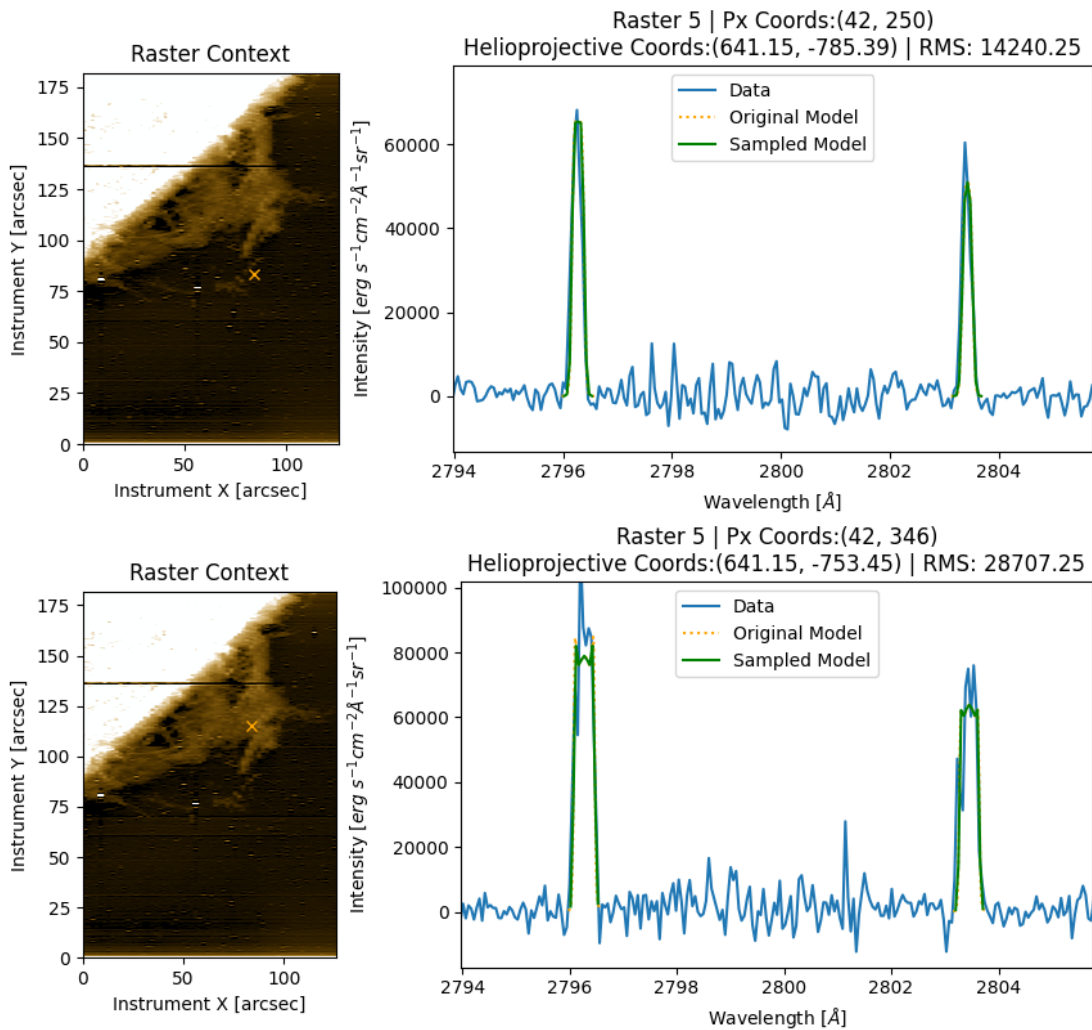 Raster Context
Instrument Y [arcsec]
175
150
125
100
75
50
25
0
0 50 100
Instrument X [arcsec]
Raster 5 | Px Coords:(42, 250)
Helioprojective Coords:(641.15, -785.39) | RMS: 14240.25
Intensity [erg s⁻¹cm⁻²Å⁻¹sr⁻¹]
60000
40000
20000
0
Data
Original Model
Sampled Model
2794 2796 2798 2800 2802 2804
Wavelength [Å]
Raster Context
Instrument Y [arcsec]
175
150
125
100
75
50
25
0
0 50 100
Instrument X [arcsec]
Raster 5 | Px Coords:(42, 346)
Helioprojective Coords:(641.15, -753.45) | RMS: 28707.25
Intensity [erg s⁻¹cm⁻²Å⁻¹sr⁻¹]
100000
80000
60000
40000
20000
0
Data
Original Model
Sampled Model
2794 2796 2798 2800 2802 2804
Wavelength [Å]